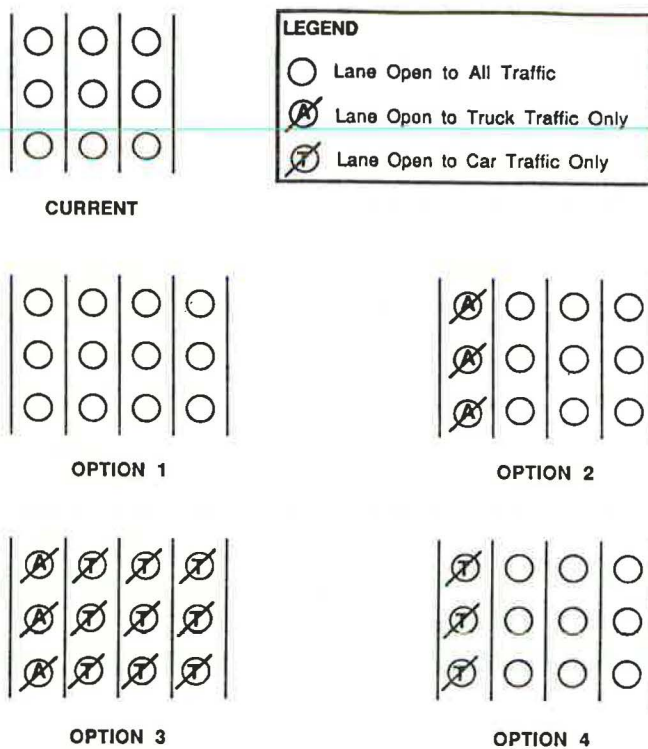 LEGEND
Lane Open to All Traffic
A Lane Opon to Truck Traffic Only
T Lane Open to Car Traffic Only
CURRENT
A
A
A
OPTION 1
OPTION 2
A T T T
A T T T
A T T T
T
T
T
OPTION 3
OPTION 4